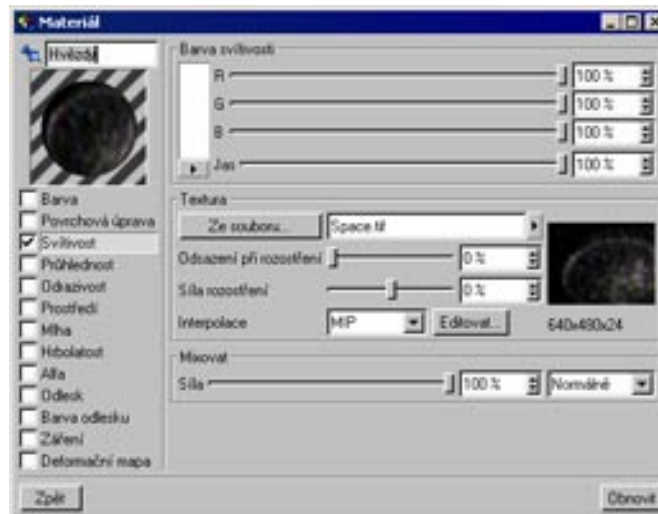 Materiál
Hvězdy
Barva
Povrchová úprava
Svítivost
Průhlednost
Odrazivost
Prostředí
Mlha
Hrbolatost
Alfa
Odlesk
Barva odlesku
Záření
Deformační mapa
Barva svítivosti
R 100 %
G 100 %
B 100 %
Jas 100 %
Textura
Ze souboru... Space.tif
Odsazení při rozostření 0 %
Síla rozostření 0 %
Interpolace MIP Editovat... 640x480x24
Mixovat
Síla 100 % Normálně
Zpět Obnovit